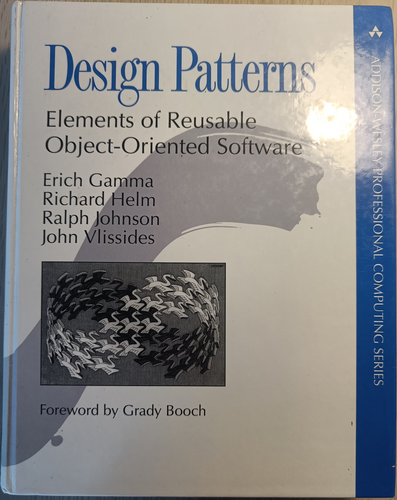 Design Patterns
Elements of Reusable
Object-Oriented Software
Erich Gamma
Richard Helm
Ralph Johnson
John Vlissides
Foreword by Grady Booch
ADDISON-WESLEY PROFESSIONAL COMPUTING SERIES